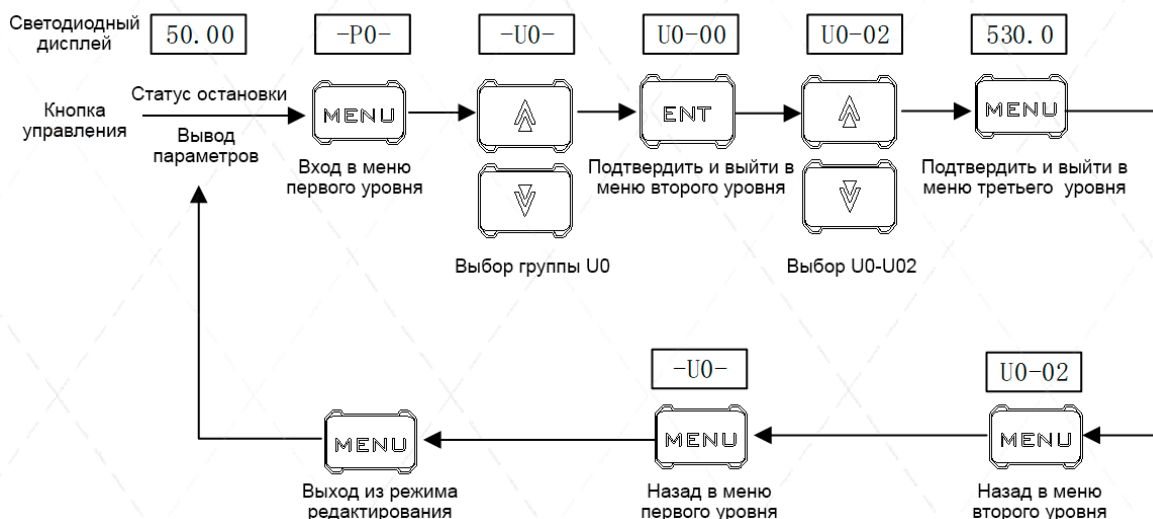 Светодиодный
дисплей
50.00
-P0-
-U0-
U0-00
U0-02
530.0
Кнопка
управления
Статус остановки
Вывод
параметров
MENU
ENT
MENU
Вход в меню
первого уровня
Подтвердить и выйти в
меню второго уровня
Подтвердить и выйти в
меню третьего уровня
Выбор группы U0
Выбор U0-U02
-U0-
U0-02
MENU
MENU
MENU
Выход из режима
редактирования
Назад в меню
первого уровня
Назад в меню
второго уровня